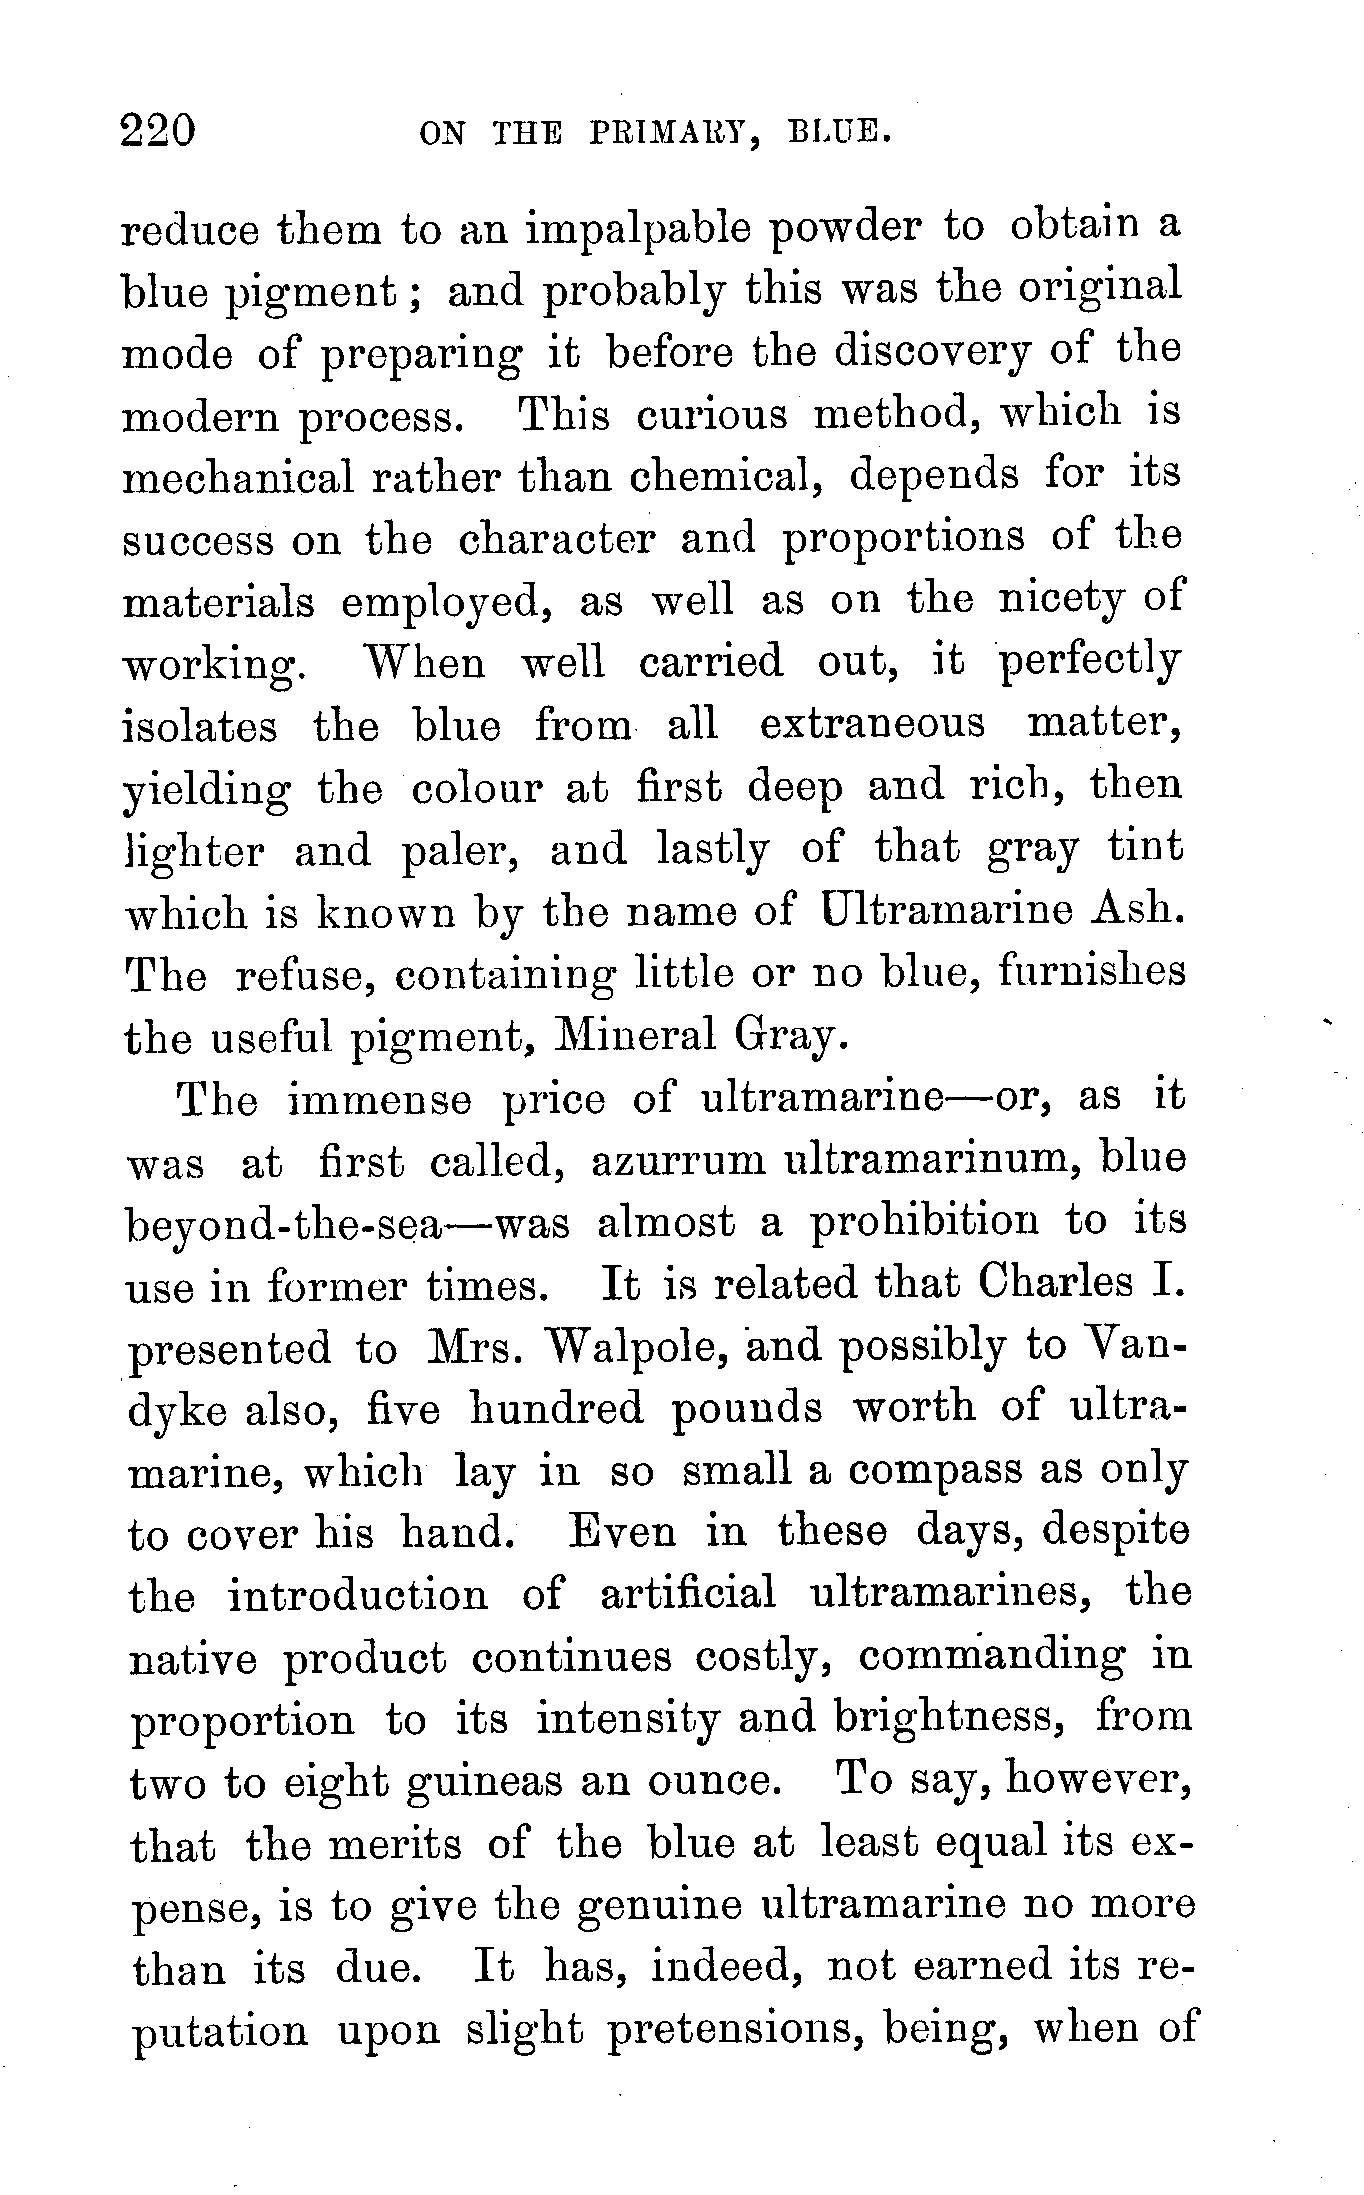 220 ON THE PRIMARY, BLUE.
reduce them to an impalpable powder to obtain a
blue pigment ; and probably this was the original
mode of preparing it before the discovery of the
modern process. This curious method, which is
mechanical rather than chemical, depends for its
success on the character and proportions of the
materials employed, as well as on the nicety of
working. When well carried out, it perfectly
isolates the blue from all extraneous matter,
yielding the colour at first deep and rich, then
lighter and paler, and lastly of that gray tint
which is known by the name of Ultramarine Ash.
The refuse, containing little or no blue, furnishes
the useful pigment, Mineral Gray.
The immense price of ultramarine—or, as it
was at first called, azurrum ultramarinum, blue
beyond-the-sea—was almost a prohibition to its
use in former times. It is related that Charles I.
presented to Mrs. Walpole, and possibly to Van-
dyke also, five hundred pounds worth of ultra-
marine, which lay in so small a compass as only
to cover his hand. Even in these days, despite
the introduction of artificial ultramarines, the
native product continues costly, commanding in
proportion to its intensity and brightness, from
two to eight guineas an ounce. To say, however,
that the merits of the blue at least equal its ex-
pense, is to give the genuine ultramarine no more
than its due. It has, indeed, not earned its re-
putation upon slight pretensions, being, when of